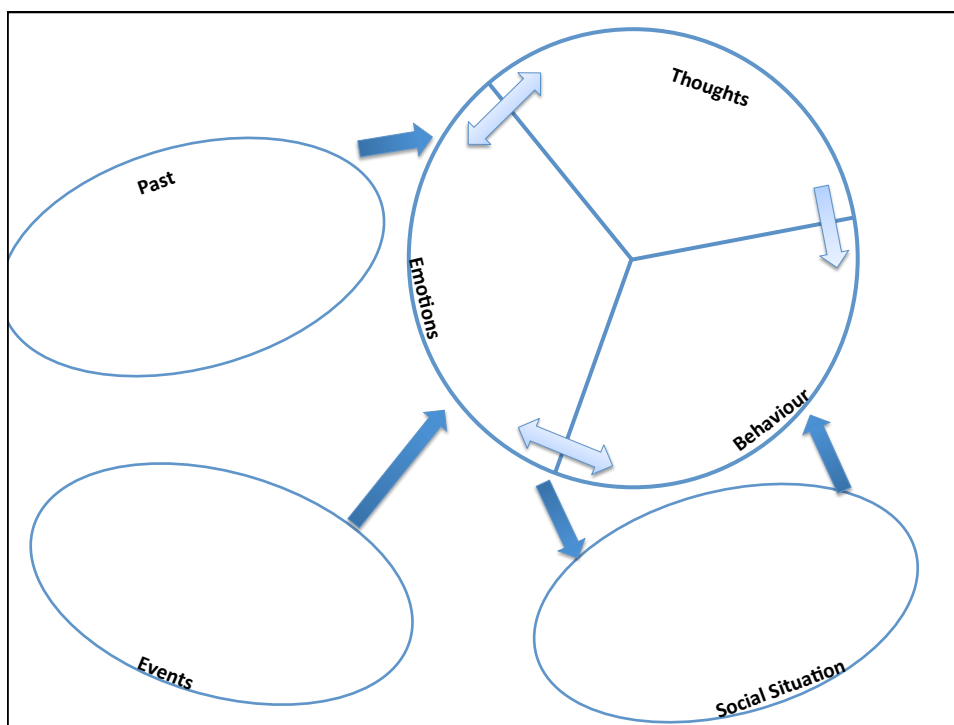 Thoughts
Past
Emotions
Behaviour
Events
Social Situation